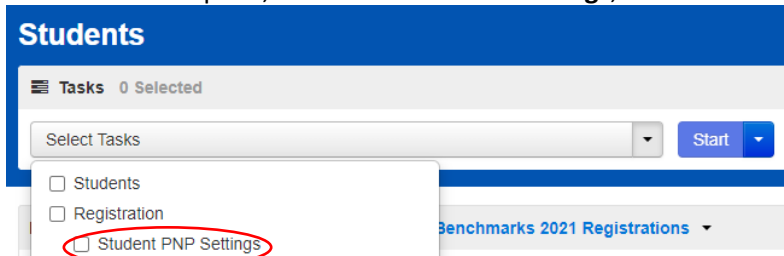 Students
Tasks 0 Selected
Select Tasks
Start
Students
Registration
Benchmarks 2021 Registrations
Student PNP Settings